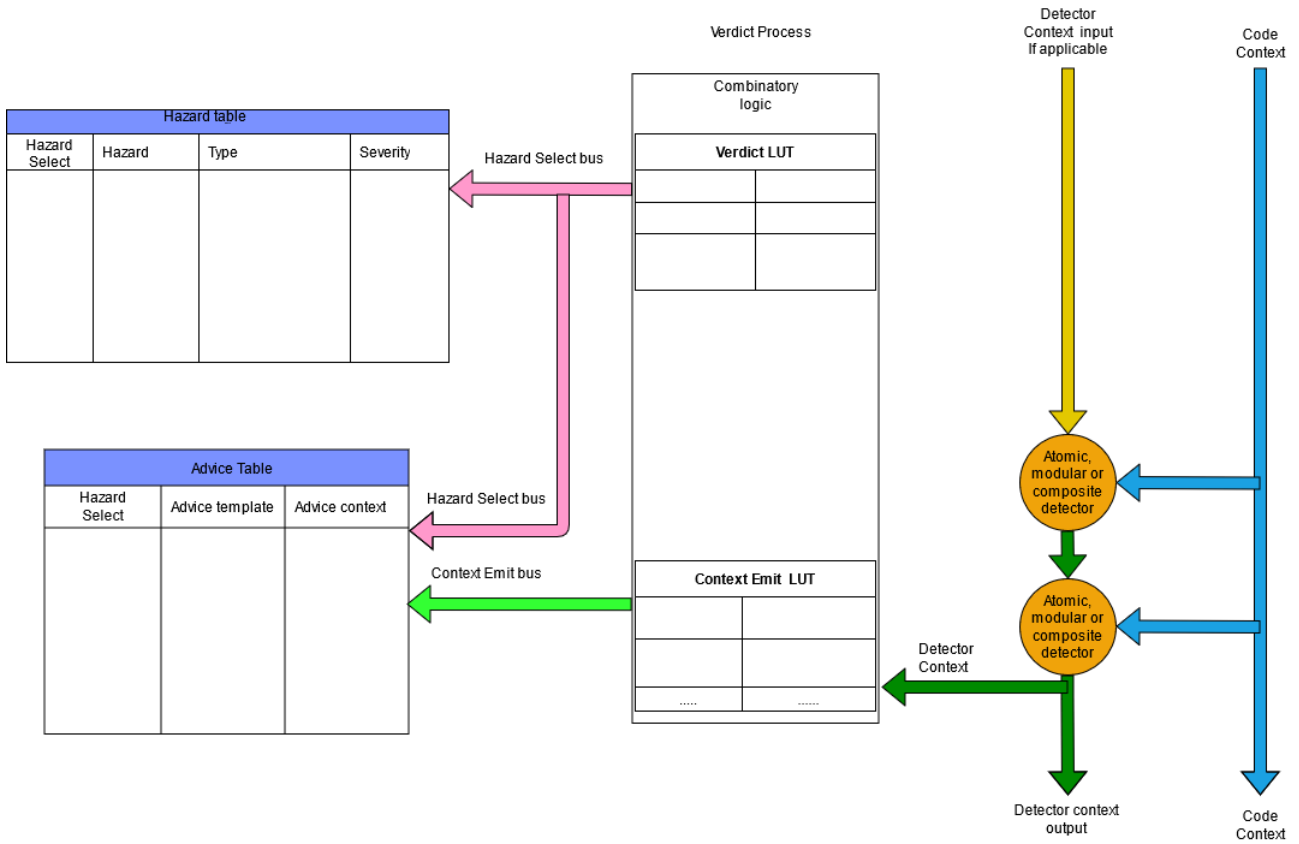 Detector
Context input
If applicable
Code
Context
Verdict Process
Combinatory
logic
Hazard table
Hazard
Select
Hazard
Type
Severity
Hazard Select bus
Verdict LUT
Atomic,
modular or
composite
detector
Advice Table
Hazard
Select
Advice template
Advice context
Hazard Select bus
Context Emit bus
Context Emit LUT
.....
......
Atomic,
modular or
composite
detector
Detector
Context
Detector context
output
Code
Context